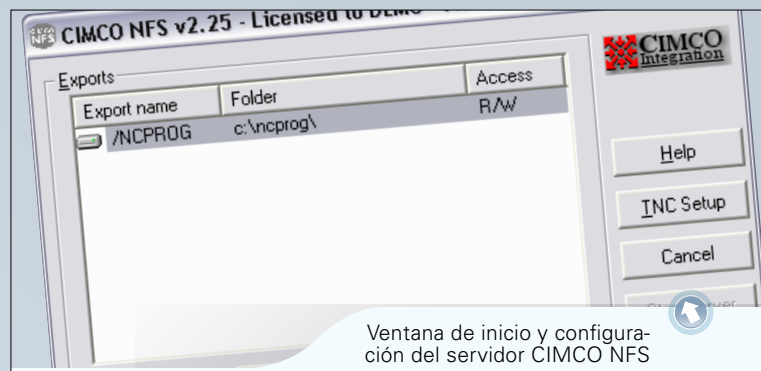 CIMCO NFS v2.25 - Licensed to DEMO
CIMCO
Integration
Exports
Export name Folder Access
/NCPROG c:\ncprog\ R/W
Help
TNC Setup
Cancel
Ventana de inicio y configura-
ción del servidor CIMCO NFS